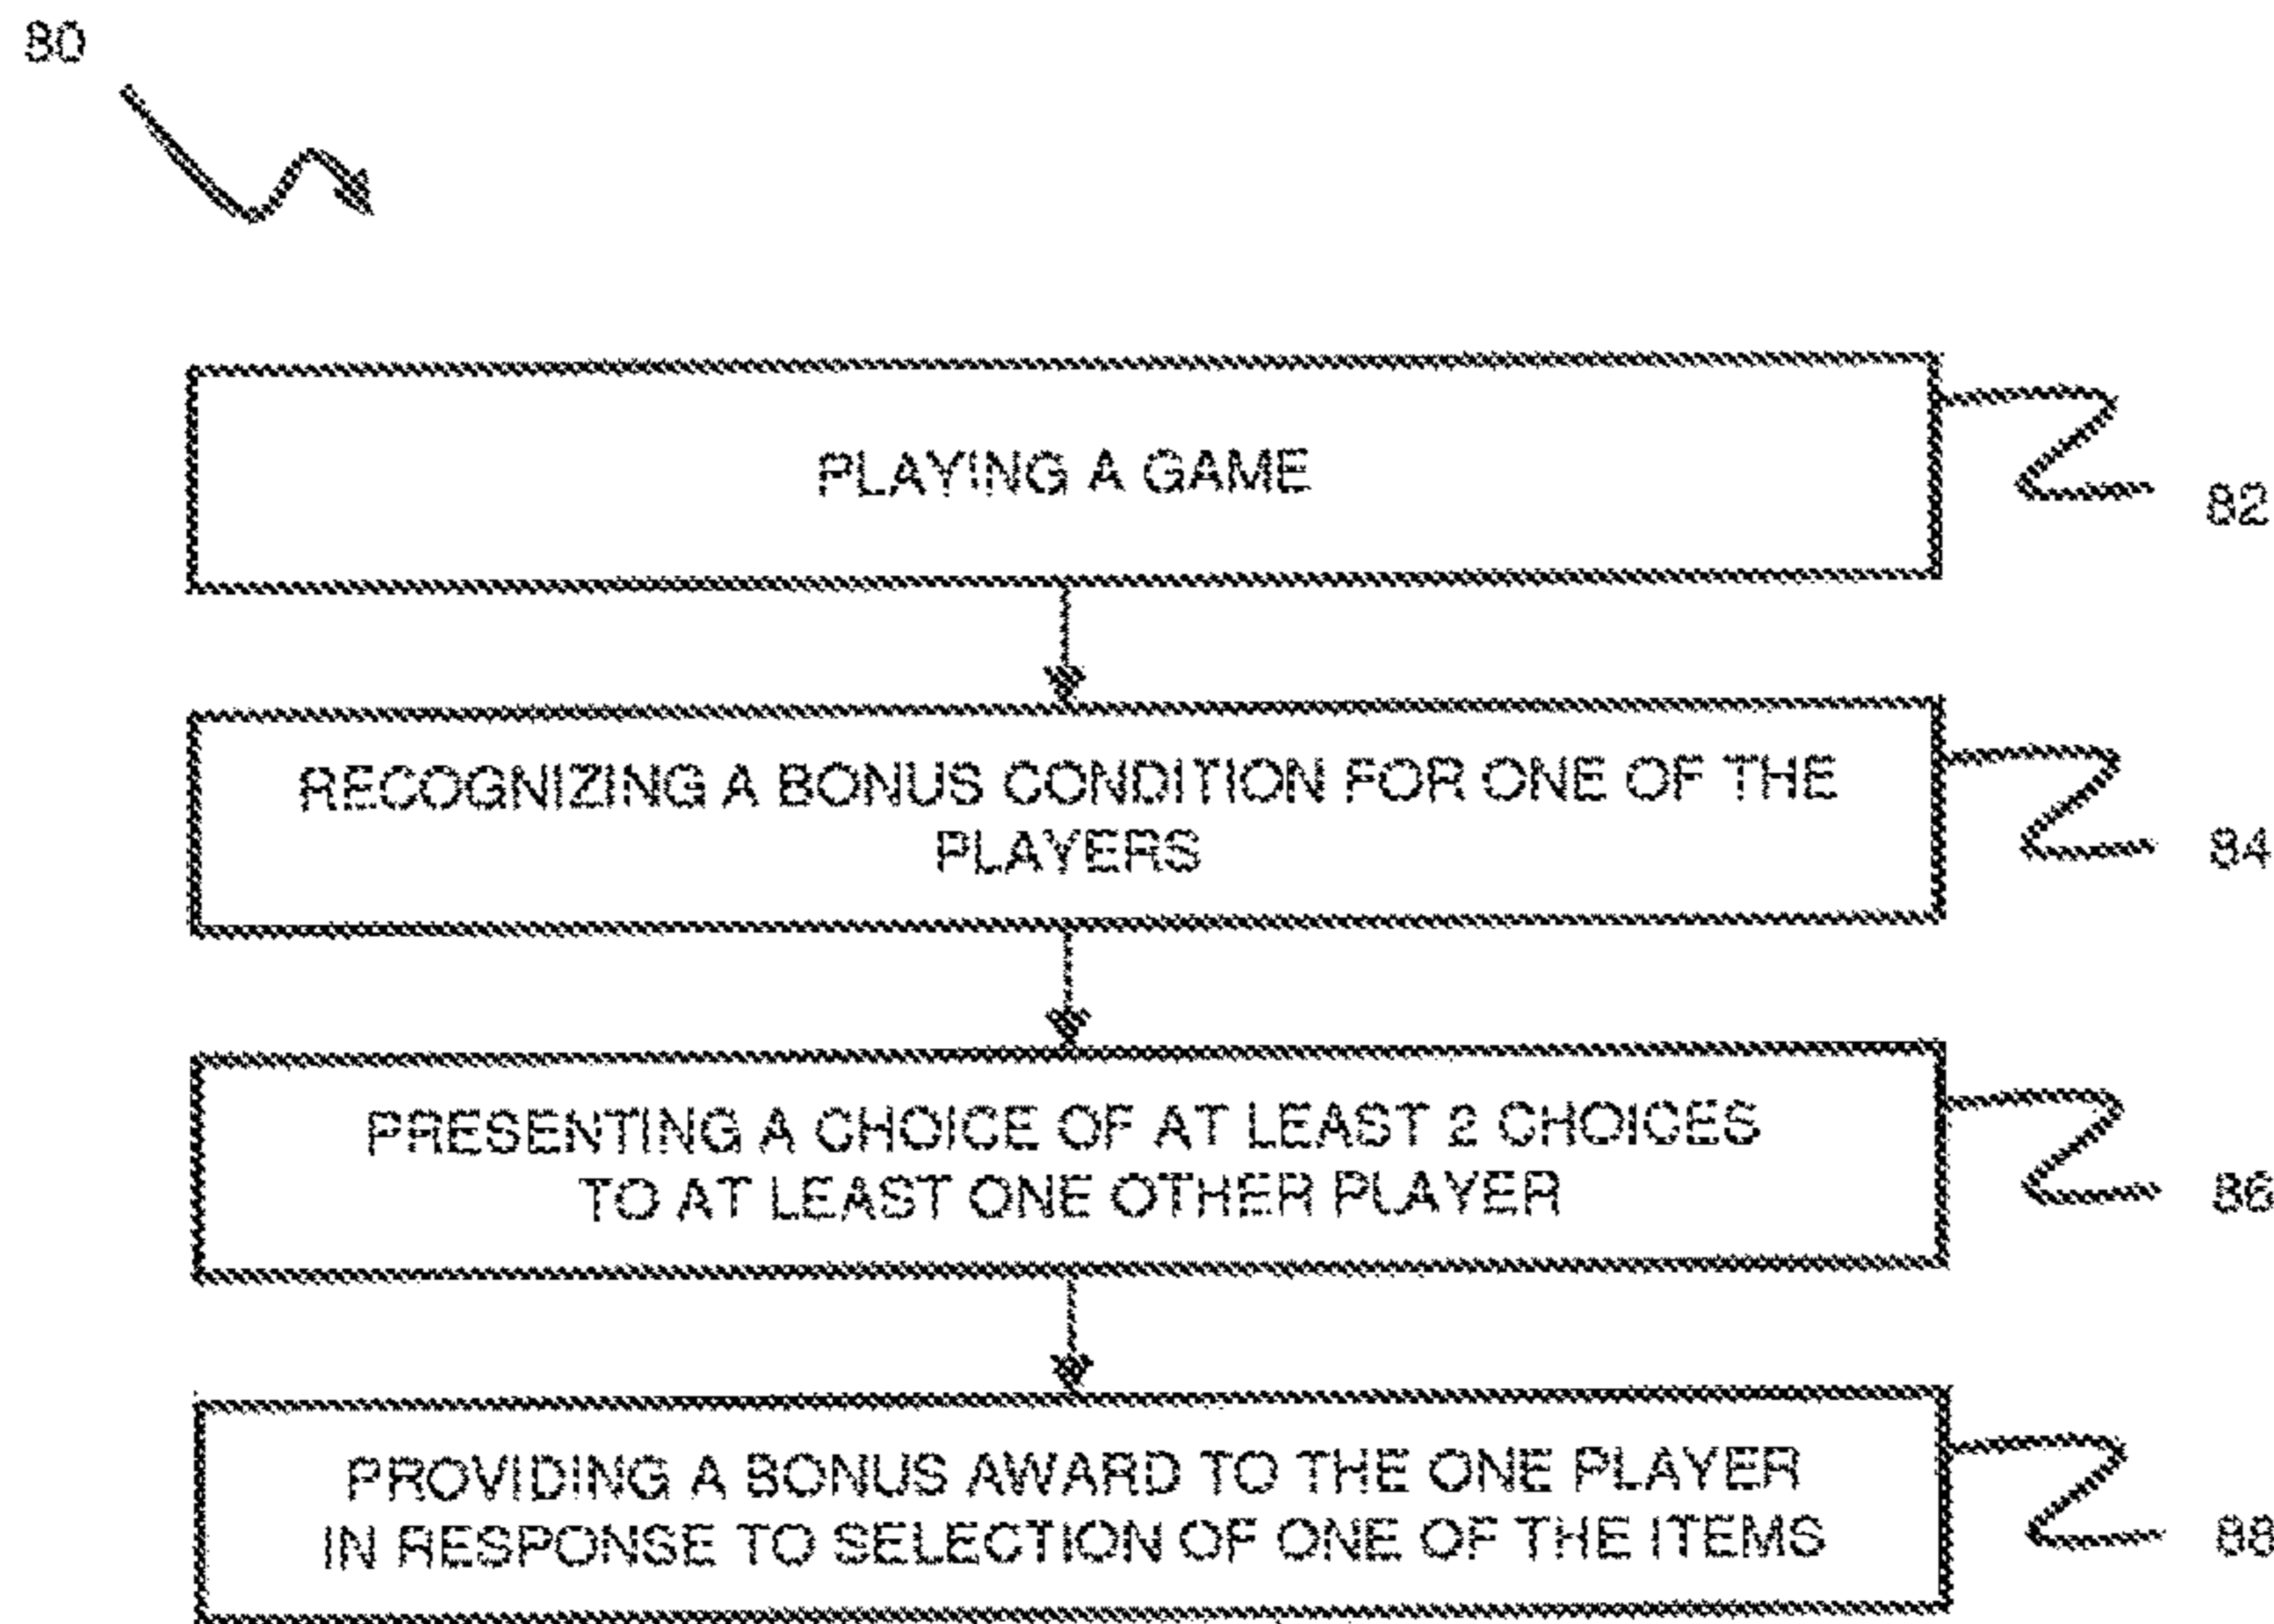 80
PLAYING A GAME
82
RECOGNIZING A BONUS CONDITION FOR ONE OF THE
PLAYERS
84
PRESENTING A CHOICE OF AT LEAST 2 CHOICES
TO AT LEAST ONE OTHER PLAYER
86
PROVIDING A BONUS AWARD TO THE ONE PLAYER
IN RESPONSE TO SELECTION OF ONE OF THE ITEMS
88